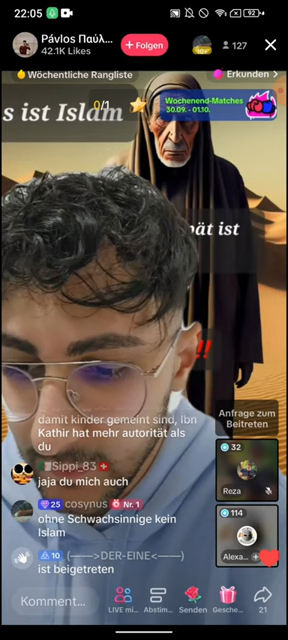 22:05
92
Pávlos Παύλ...
42.1K Likes
+ Folgen
127
Wöchentliche Rangliste
Erkunden >
s ist Islam
0/1
Wochenend-Matches
30.09. - 01.10.
pät ist
!!
damit kinder gemeint sind, Ibn
Kathir hat mehr autorität als
du
Sippi_83
jaja du mich auch
25 cosynus Nr. 1
ohne Schwachsinnige kein
Islam
10 (——>DER-EINE<——)
ist beigetreten
Anfrage zum
Beitreten
32
Reza
114
Alexa...
Komment...
LIVE mi...
Abstim...
Senden
Gesche...
21